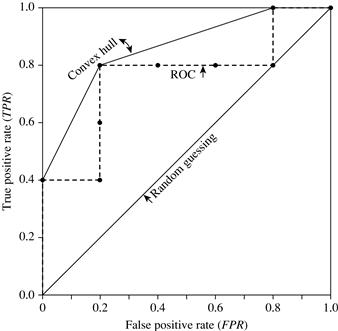 1.0
0.8
0.6
0.4
0.2
0.0
True positive rate (TPR)
Convex hull
ROC
Random guessing
0 0.2 0.4 0.6 0.8 1.0
False positive rate (FPR)